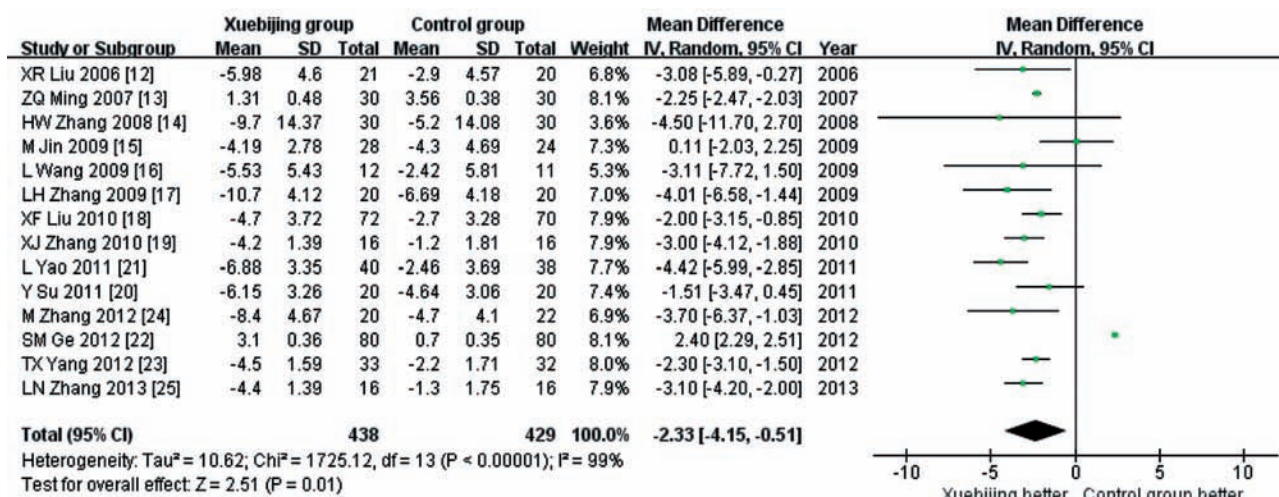 Xuebijing group Control group Mean Difference Mean Difference
Study or Subgroup Mean SD Total Mean SD Total Weight IV, Random, 95% CI Year IV, Random, 95% CI
XR Liu 2006 [12] -5.98 4.6 21 -2.9 4.57 20 6.8% -3.08 [-5.89, -0.27] 2006
ZQ Ming 2007 [13] 1.31 0.48 30 3.56 0.38 30 8.1% -2.25 [-2.47, -2.03] 2007
HW Zhang 2008 [14] -9.7 14.37 30 -5.2 14.08 30 3.6% -4.50 [-11.70, 2.70] 2008
M Jin 2009 [15] -4.19 2.78 28 -4.3 4.69 24 7.3% 0.11 [-2.03, 2.25] 2009
L Wang 2009 [16] -5.53 5.43 12 -2.42 5.81 11 5.3% -3.11 [-7.72, 1.50] 2009
LH Zhang 2009 [17] -10.7 4.12 20 -6.69 4.18 20 7.0% -4.01 [-6.58, -1.44] 2009
XF Liu 2010 [18] -4.7 3.72 72 -2.7 3.28 70 7.9% -2.00 [-3.15, -0.85] 2010
XJ Zhang 2010 [19] -4.2 1.39 16 -1.2 1.81 16 7.9% -3.00 [-4.12, -1.88] 2010
L Yao 2011 [21] -6.88 3.35 40 -2.46 3.69 38 7.7% -4.42 [-5.99, -2.85] 2011
Y Su 2011 [20] -6.15 3.26 20 -4.64 3.06 20 7.4% -1.51 [-3.47, 0.45] 2011
M Zhang 2012 [24] -8.4 4.67 20 -4.7 4.1 22 6.9% -3.70 [-6.37, -1.03] 2012
SM Ge 2012 [22] 3.1 0.36 80 0.7 0.35 80 8.1% 2.40 [2.29, 2.51] 2012
TX Yang 2012 [23] -4.5 1.59 33 -2.2 1.71 32 8.0% -2.30 [-3.10, -1.50] 2012
LN Zhang 2013 [25] -4.4 1.39 16 -1.3 1.75 16 7.9% -3.10 [-4.20, -2.00] 2013
Total (95% CI) 438 429 100.0% -2.33 [-4.15, -0.51]
Heterogeneity: Tau² = 10.62; Chi² = 1725.12, df = 13 (P < 0.00001); I² = 99%
Test for overall effect: Z = 2.51 (P = 0.01)
-10 -5 0 5 10
Xuebijing better Control group better